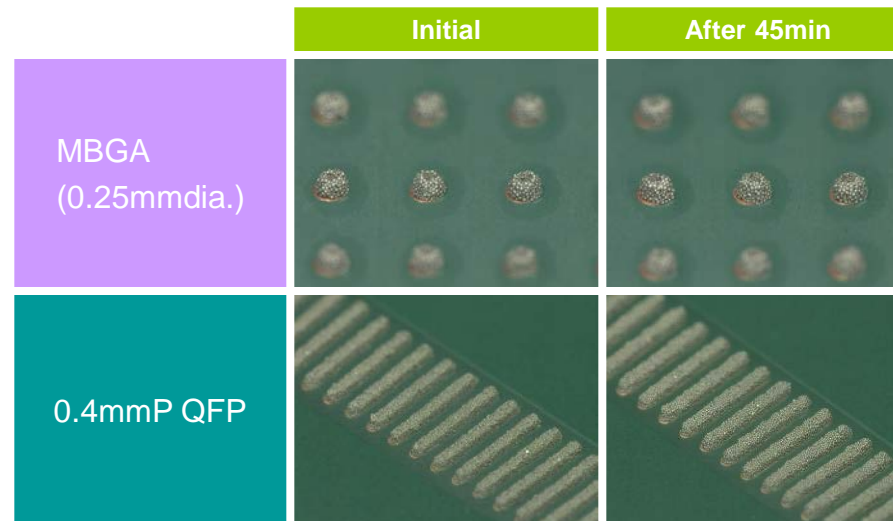 Initial
After 45min
MBGA
(0.25mmdia.)
0.4mmP QFP